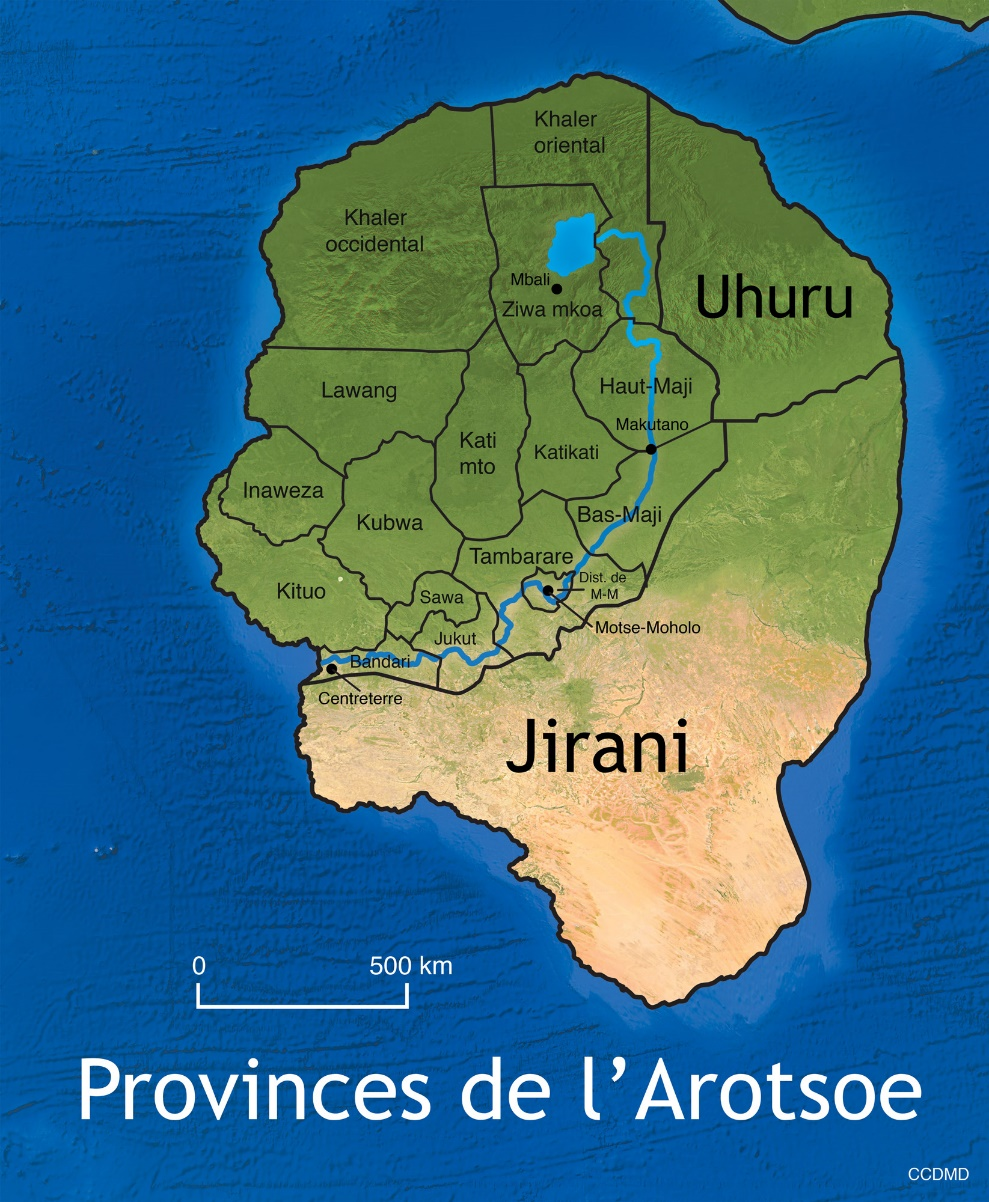 Khaler
oriental
Khaler
occidental
Mbali
Ziwa mkoa
Uhuru
Lawang
Haut-Maji
Makutano
Kati
mto
Katikati
Inaweza
Kubwa
Bas-Maji
Tambarare
Dist. de
M-M
Kituo
Sawa
Motse-Moholo
Jukut
Bandari
Centreterre
Jirani
0 500 km
Provinces de l’Arotsoe
CCDMD